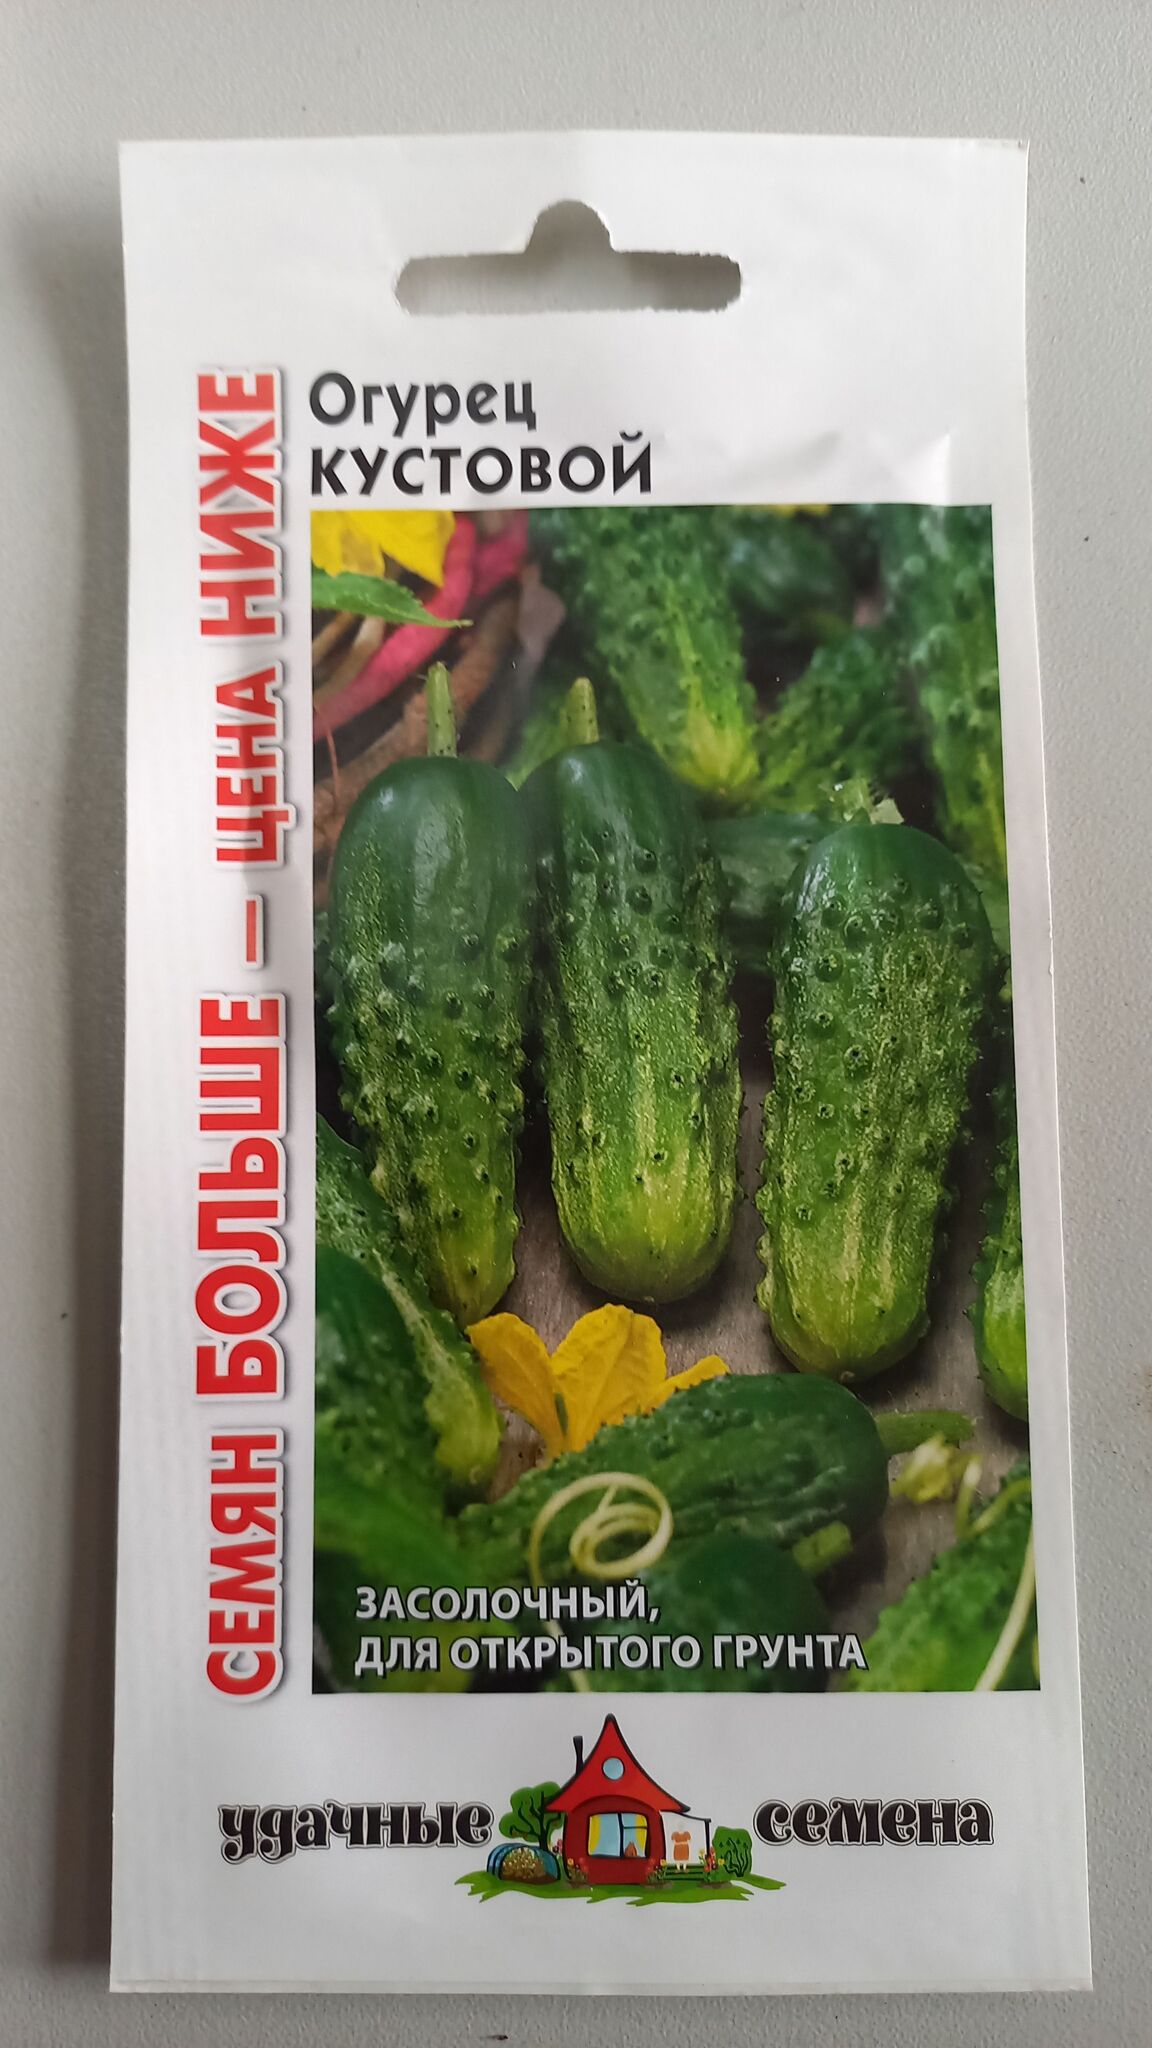 Огурец
КУСТОВОЙ
СЕМЯН БОЛЬШЕ – ЦЕНА НИЖЕ
ЗАСОЛОЧНЫЙ,
ДЛЯ ОТКРЫТОГО ГРУНТА
удачные семена